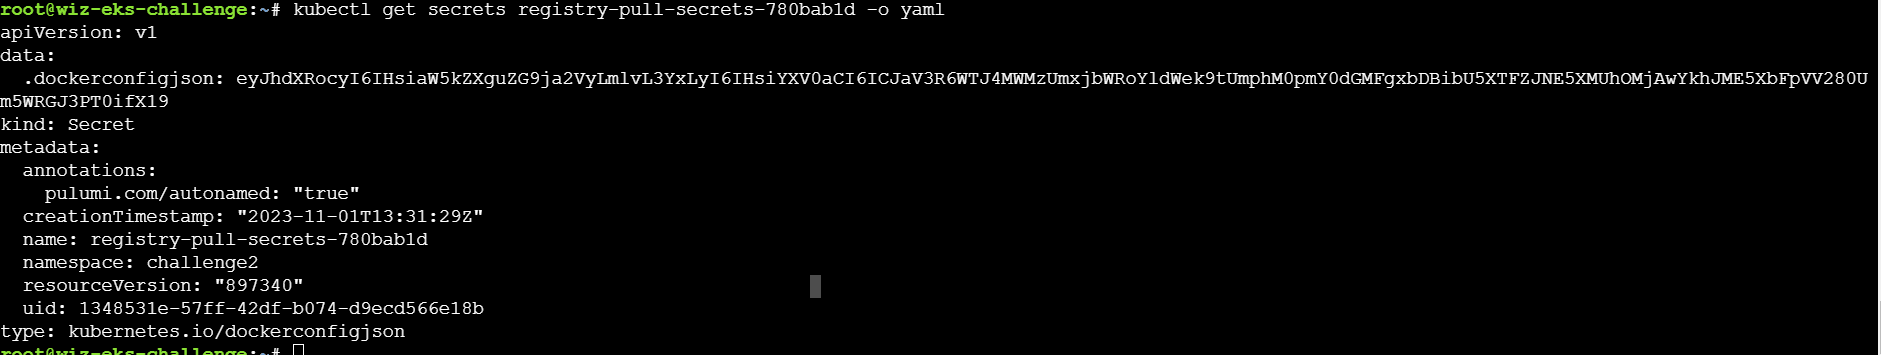 root@wiz-eks-challenge:~# kubectl get secrets registry-pull-secrets-780bab1d -o yaml
apiVersion: v1
data:
  .dockerconfigjson: eyJhdXRocyI6IHsiaW5kZXguZG9ja2VyLmlvL3YxLyI6IHsiYXV0aCI6ICJaV3R6WTJ4MWMzUmxjbWRoYldWek9tUmphM0pmY0dGMFgxbDBibU5XTFZJNE5XMUhOMjAwYkhJME5XbFpVV280U
m5WRGJ3PT0ifX19
kind: Secret
metadata:
  annotations:
    pulumi.com/autonamed: "true"
  creationTimestamp: "2023-11-01T13:31:29Z"
  name: registry-pull-secrets-780bab1d
  namespace: challenge2
  resourceVersion: "897340"
  uid: 1348531e-57ff-42df-b074-d9ecd566e18b
type: kubernetes.io/dockerconfigjson
root@wiz-eks-challenge:~#